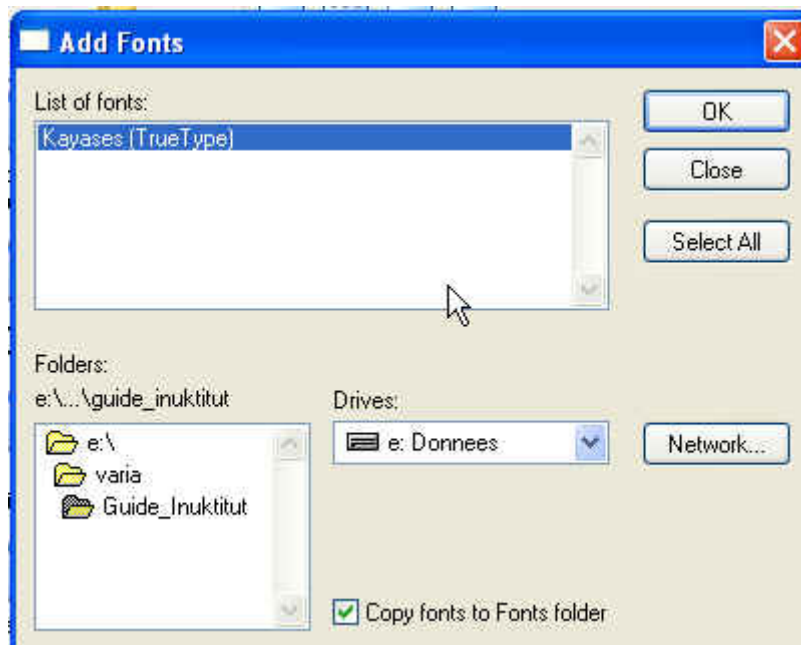 Add Fonts
List of fonts:
Kayases (TrueType)
OK
Close
Select All
Folders:
e:\...\guide_inuktitut
Drives:
e:\
varia
Guide_Inuktitut
e: Donnees
Network...
Copy fonts to Fonts folder